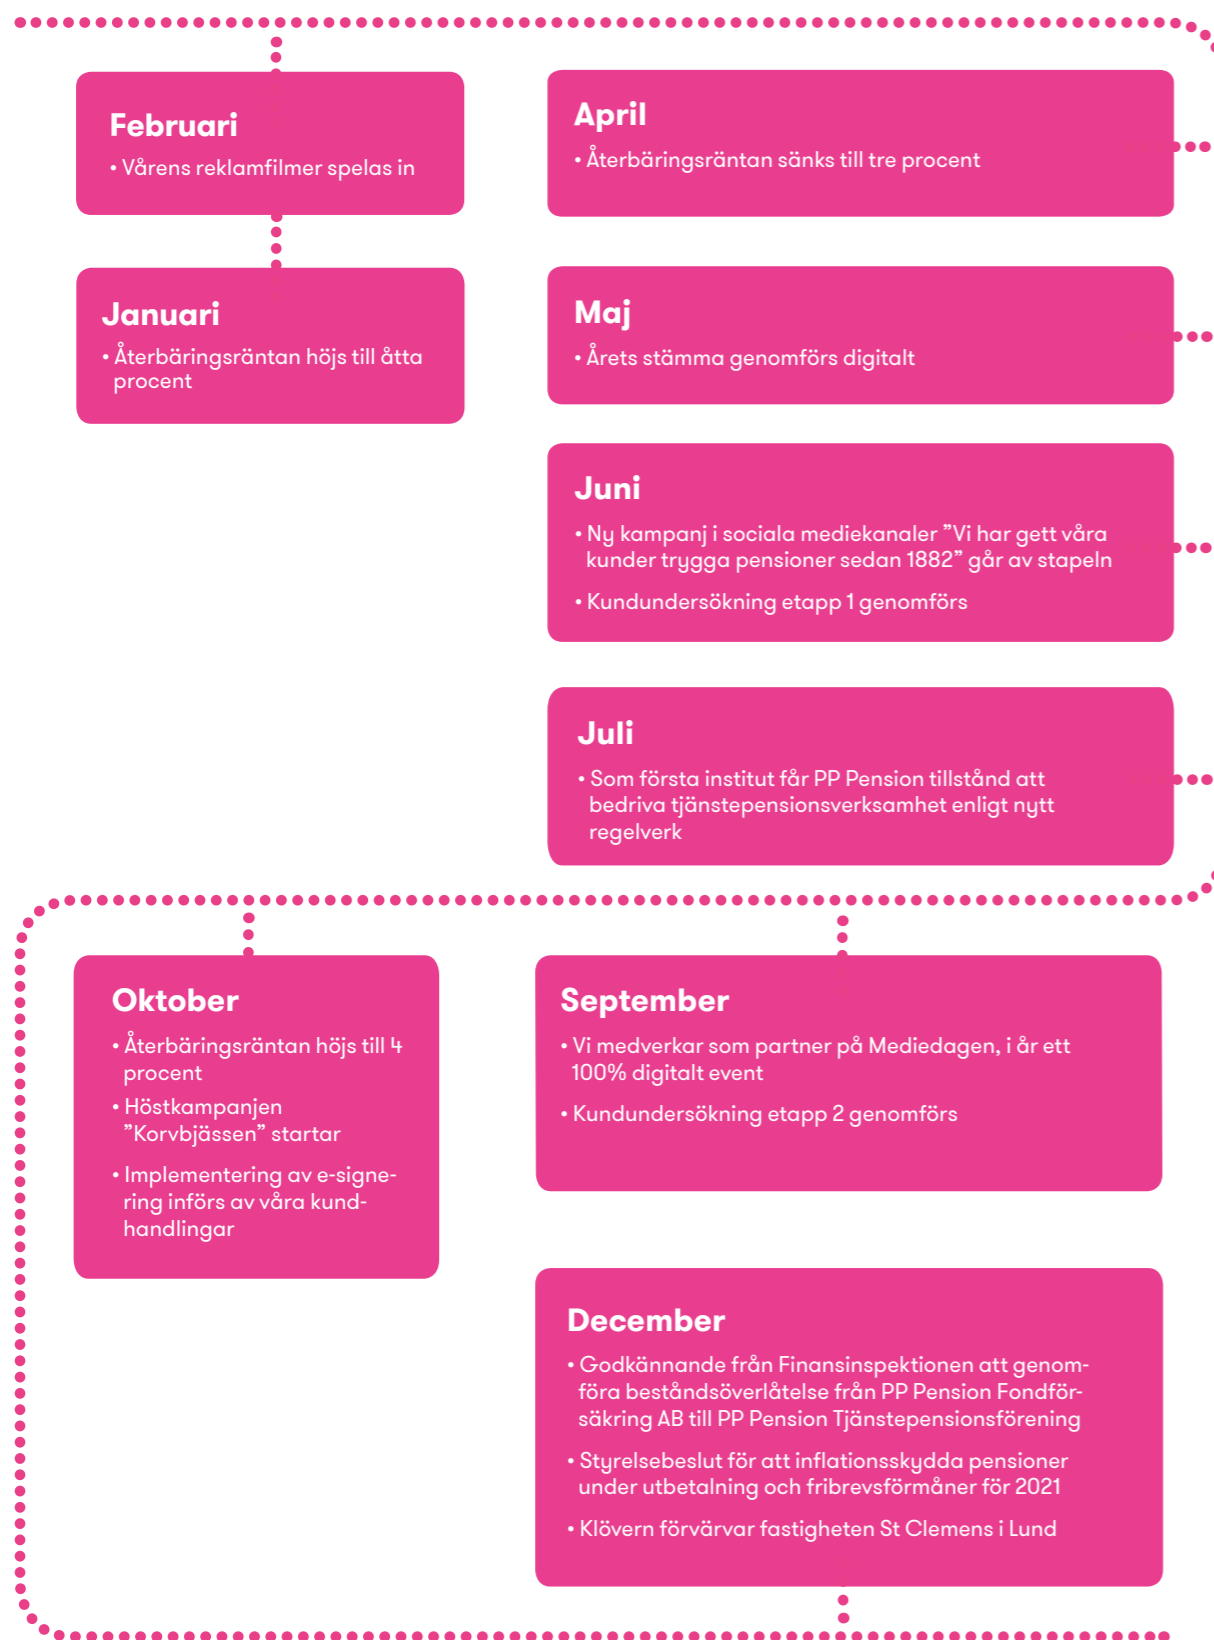 Februari
• Vårens reklamfilmer spelas in
Januari
• Återbäringsräntan höjs till åtta
procent
April
• Återbäringsräntan sänks till tre procent
Maj
• Årets stämma genomförs digitalt
Juni
• Ny kampanj i sociala mediekanaler ”Vi har gett våra
kunder trygga pensioner sedan 1882” går av stapeln
• Kundundersökning etapp 1 genomförs
Juli
• Som första institut får PP Pension tillstånd att
bedriva tjänstepensionsverksamhet enligt nytt
regelverk
Oktober
• Återbäringsräntan höjs till 4
procent
• Höstkampanjen
”Korvbjässen” startar
• Implementering av e-signe-
ring införs av våra kund-
handlingar
September
• Vi medverkar som partner på Mediedagen, i år ett
100% digitalt event
• Kundundersökning etapp 2 genomförs
December
• Godkännande från Finansinspektionen att genom-
föra beståndsöverlåtelse från PP Pension Fondför-
säkring AB till PP Pension Tjänstepensionsförening
• Styrelsebeslut för att inflationsskydda pensioner
under utbetalning och fribrevsförmåner för 2021
• Klövern förvärvar fastigheten St Clemens i Lund